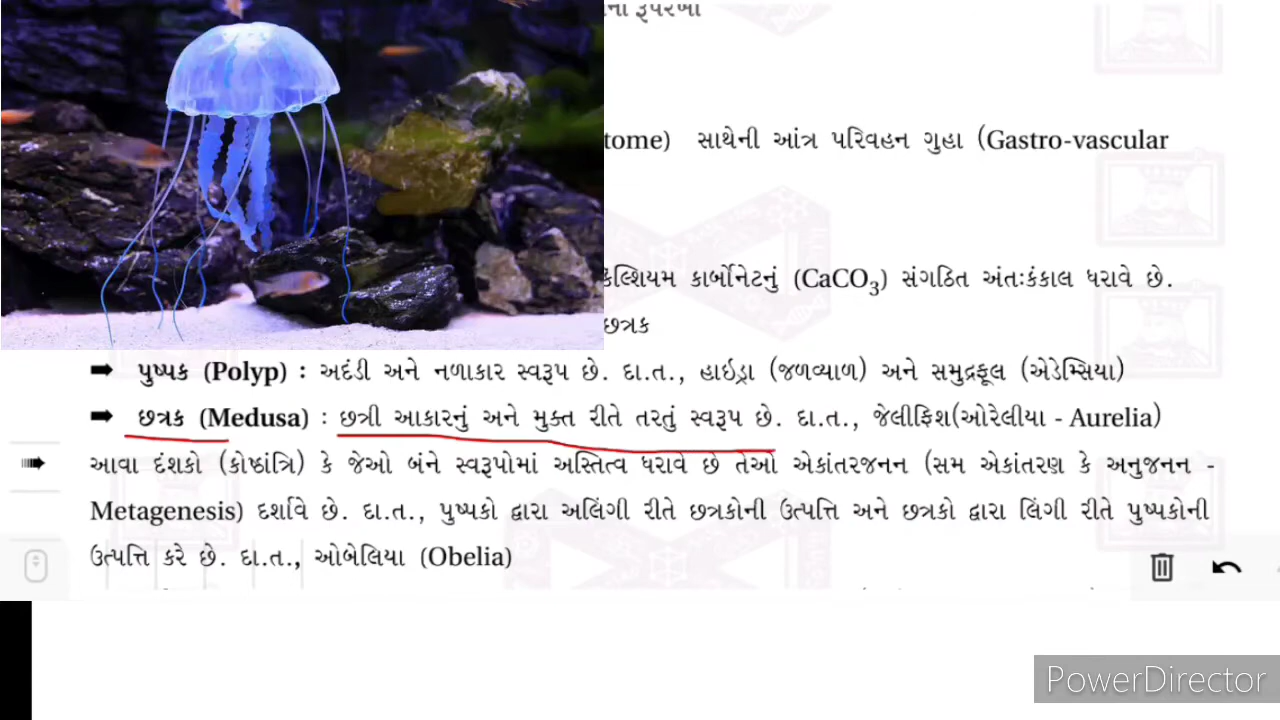 રૂપરેખા
tome) સાથેની આંત્ર પરિવહન ગુહા (Gastro-vascular
કૅલ્શિયમ કાર્બોનેટનું (CaCO₃) સંગઠિત અંતઃકંકાલ ધરાવે છે.
છત્રક
➡ પુષ્પક (Polyp) : અદંડી અને નળાકાર સ્વરૂપ છે. દા.ત., હાઇડ્રા (જળવ્યાળ) અને સમુદ્રફૂલ (એડેમ્સિયા)
➡ છત્રક (Medusa) : છત્રી આકારનું અને મુક્ત રીતે તરતું સ્વરૂપ છે. દા.ત., જેલીફિશ(ઓરેલીયા - Aurelia)
આવા દંશકો (કોષ્ઠાંત્રિ) કે જેઓ બંને સ્વરૂપોમાં અસ્તિત્વ ધરાવે છે તેઓ એકાંતરજનન (સમ એકાંતરણ કે અનુજનન -
Metagenesis) દર્શાવે છે. દા.ત., પુષ્પકો દ્વારા અલિંગી રીતે છત્રકોની ઉત્પત્તિ અને છત્રકો દ્વારા લિંગી રીતે પુષ્પકોની
ઉત્પત્તિ કરે છે. દા.ત., ઓબેલિયા (Obelia)
PowerDirector